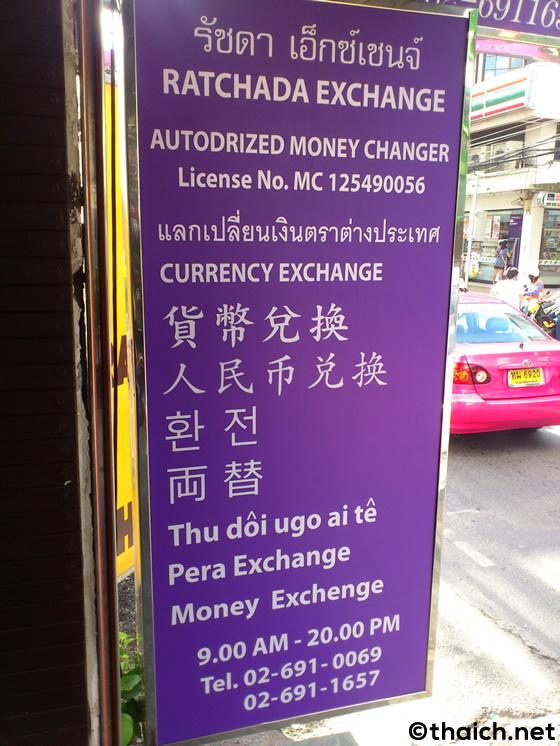 691163
รัชดา เอ็กซ์เชนจ์
RATCHADA EXCHANGE
AUTODRIZED MONEY CHANGER
License No. MC 125490056
แลกเปลี่ยนเงินตราต่างประเทศ
CURRENCY EXCHANGE
貨幣兌換
人民币兑换
환 전
両 替
Thu dôi ugo ai tê
Pera Exchange
Money Exchenge
9.00 AM - 20.00 PM
Tel. 02-691-0069
02-691-1657
©thaich.net